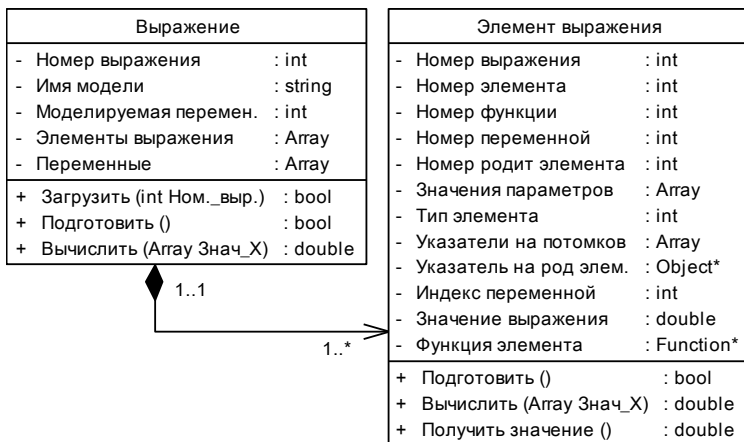 Выражение
- Номер выражения : int
- Имя модели : string
- Моделируемая перемен. : int
- Элементы выражения : Array
- Переменные : Array
+ Загрузить (int Ном._выр.) : bool
+ Подготовить () : bool
+ Вычислить (Array Знач_X) : double
1..1
1..*
Элемент выражения
- Номер выражения : int
- Номер элемента : int
- Номер функции : int
- Номер переменной : int
- Номер родит элемента : int
- Значения параметров : Array
- Тип элемента : int
- Указатели на потомков : Array
- Указатель на род элем. : Object*
- Индекс переменной : int
- Значение выражения : double
- Функция элемента : Function*
+ Подготовить () : bool
+ Вычислить (Array Знач_X) : double
+ Получить значение () : double